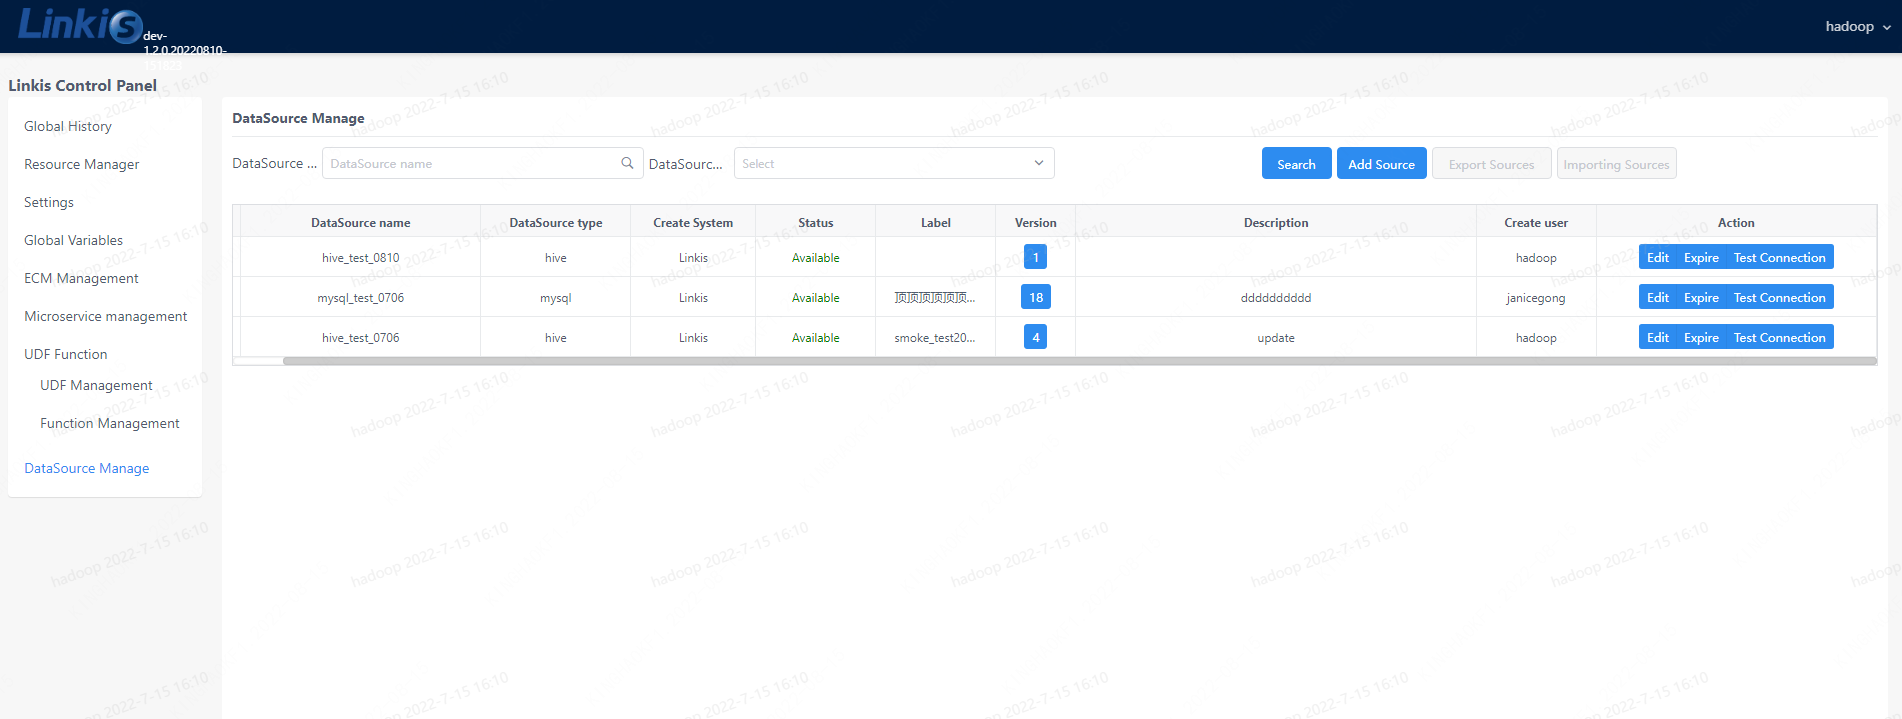 Linkis
dev-
1.2.0 20220810-
151823
hadoop
Linkis Control Panel
Global History
Resource Manager
Settings
Global Variables
ECM Management
Microservice management
UDF Function
UDF Management
Function Management
DataSource Manage
DataSource Manage
DataSource ... DataSource name DataSourc... Select Search Add Source Export Sources Importing Sources
DataSource name DataSource type Create System Status Label Version Description Create user Action
hive_test_0810 hive Linkis Available 1 hadoop Edit Expire Test Connection
mysql_test_0706 mysql Linkis Available 顶顶顶顶顶顶... 18 dddddddddd janicegong Edit Expire Test Connection
hive_test_0706 hive Linkis Available smoke_test20... 4 update hadoop Edit Expire Test Connection
hadoop 2022-7-15 16:10